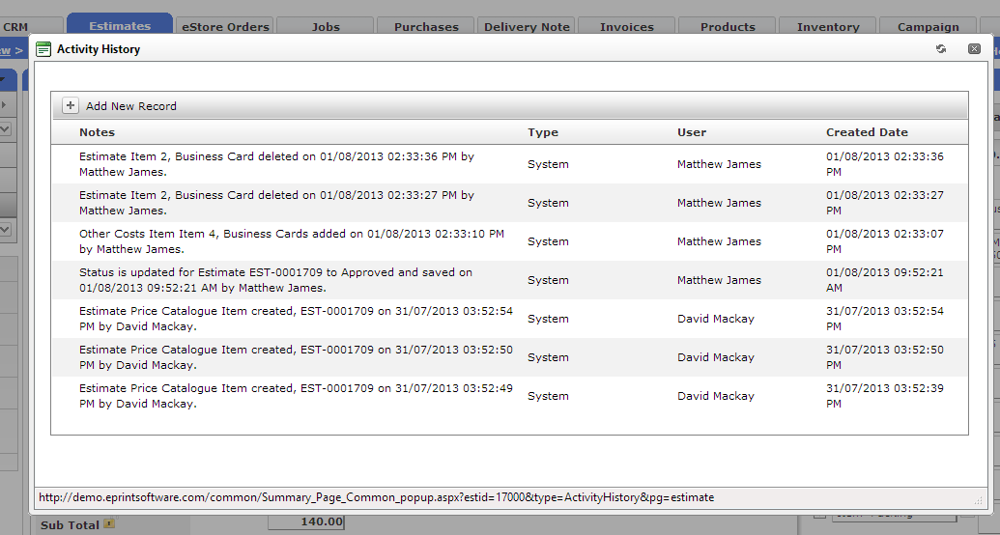 CRM Estimates eStore Orders Jobs Purchases Delivery Note Invoices Products Inventory Campaign
Activity History
Add New Record
Notes Type User Created Date
Estimate Item 2, Business Card deleted on 01/08/2013 02:33:36 PM by
Matthew James.
System Matthew James 01/08/2013 02:33:36
PM
Estimate Item 2, Business Card deleted on 01/08/2013 02:33:27 PM by
Matthew James.
System Matthew James 01/08/2013 02:33:27
PM
Other Costs Item Item 4, Business Cards added on 01/08/2013 02:33:10 PM
by Matthew James.
System Matthew James 01/08/2013 02:33:07
PM
Status is updated for Estimate EST-0001709 to Approved and saved on
01/08/2013 09:52:21 AM by Matthew James.
System Matthew James 01/08/2013 09:52:21
AM
Estimate Price Catalogue Item created, EST-0001709 on 31/07/2013 03:52:54
PM by David Mackay.
System David Mackay 31/07/2013 03:52:54
PM
Estimate Price Catalogue Item created, EST-0001709 on 31/07/2013 03:52:50
PM by David Mackay.
System David Mackay 31/07/2013 03:52:50
PM
Estimate Price Catalogue Item created, EST-0001709 on 31/07/2013 03:52:49
PM by David Mackay.
System David Mackay 31/07/2013 03:52:39
PM
http://demo.eprintsoftware.com/common/Summary_Page_Common_popup.aspx?estid=17000&type=ActivityHistory&pg=estimate
Sub Total 140.00